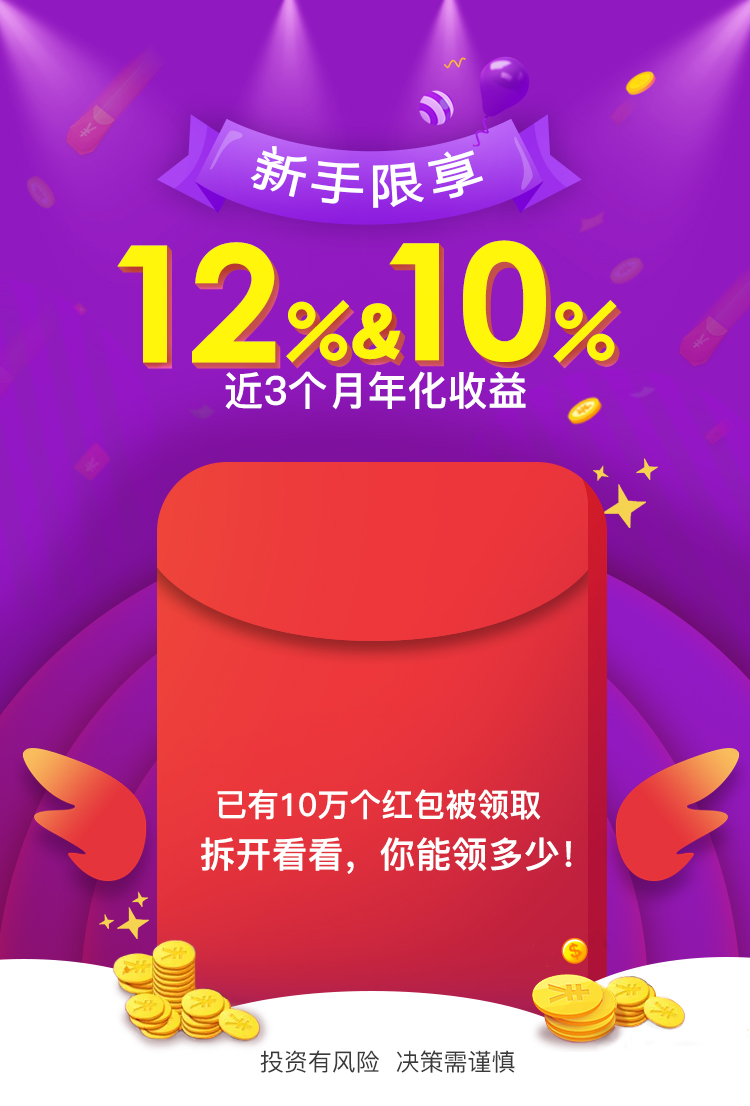 新手限享
12%&10%
近3个月年化收益
已有10万个红包被领取
拆开看看，你能领多少！
投资有风险 决策需谨慎